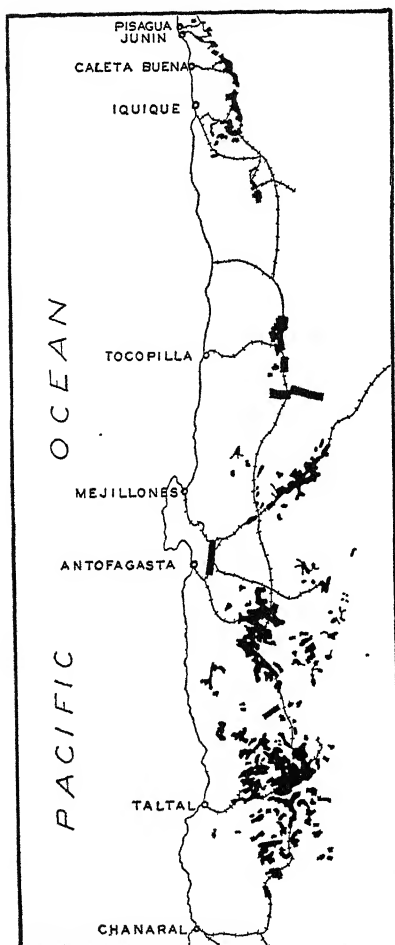 PISAGUA
JUNIN
CALETA BUENA
IQUIQUE
TOCOPILLA
MEJILLONES
ANTOFAGASTA
TALTAL
CHANARAL
PACIFIC OCEAN